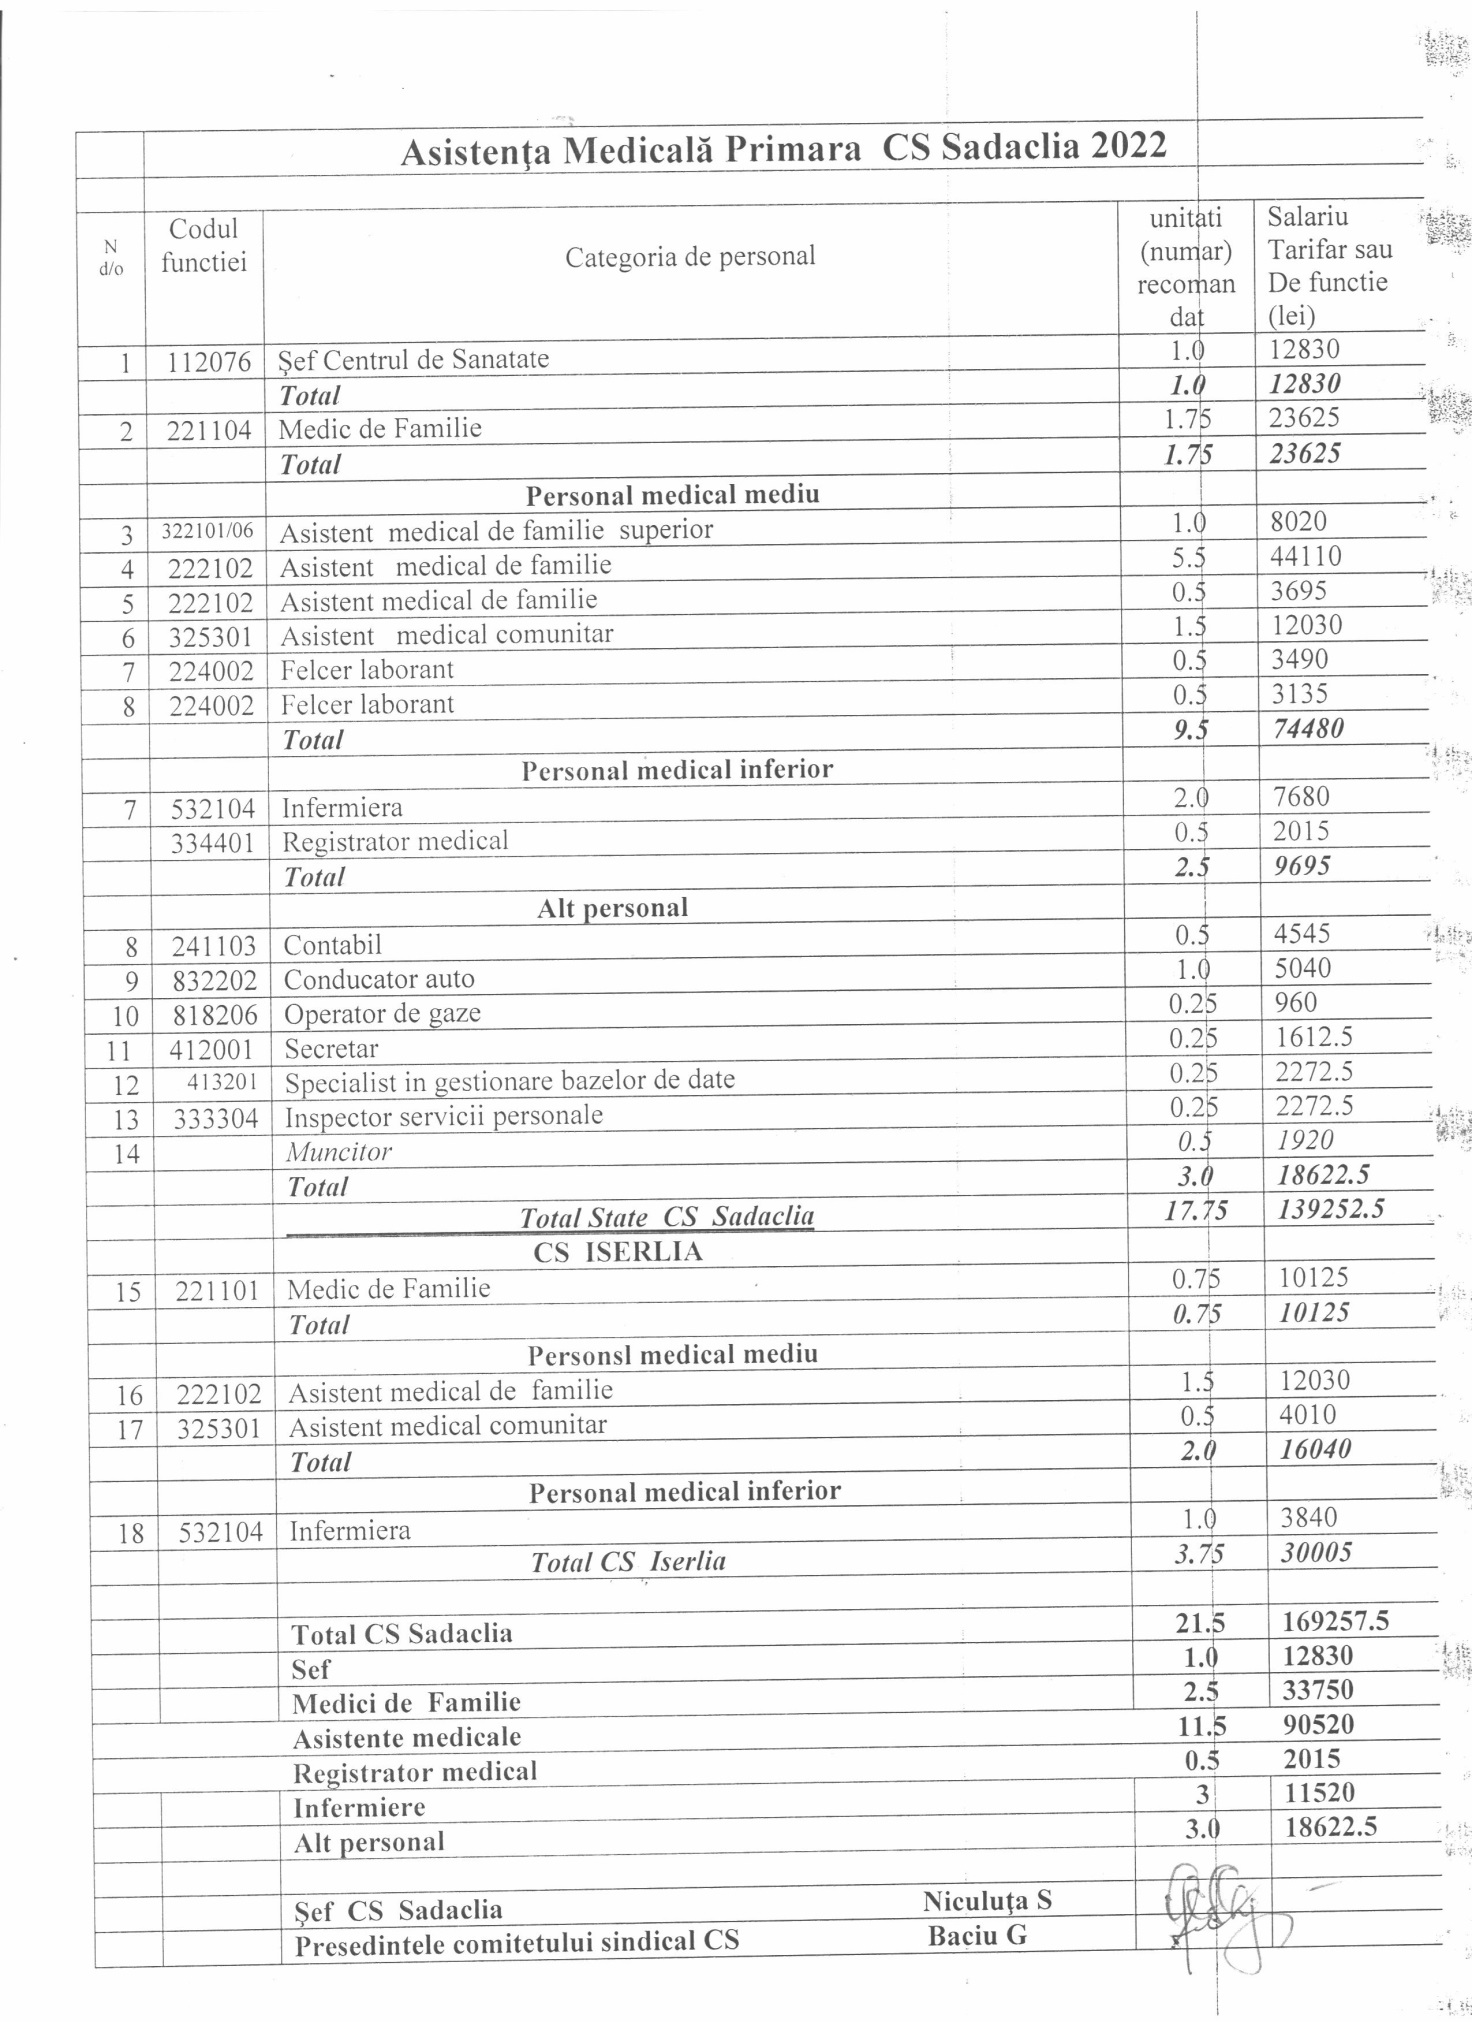 Asistenţa Medicală Primara CS Sadaclia 2022
N d/o Codul functiei Categoria de personal unitati (numar) recoman dat Salariu Tarifar sau De functie (lei)
1 112076 Şef Centrul de Sanatate 1.0 12830
Total 1.0 12830
2 221104 Medic de Familie 1.75 23625
Total 1.75 23625
Personal medical mediu
3 322101/06 Asistent medical de familie superior 1.0 8020
4 222102 Asistent medical de familie 5.5 44110
5 222102 Asistent medical de familie 0.5 3695
6 325301 Asistent medical comunitar 1.5 12030
7 224002 Felcer laborant 0.5 3490
8 224002 Felcer laborant 0.5 3135
Total 9.5 74480
Personal medical inferior
7 532104 Infermiera 2.0 7680
334401 Registrator medical 0.5 2015
Total 2.5 9695
Alt personal
8 241103 Contabil 0.5 4545
9 832202 Conducator auto 1.0 5040
10 818206 Operator de gaze 0.25 960
11 412001 Secretar 0.25 1612.5
12 413201 Specialist in gestionare bazelor de date 0.25 2272.5
13 333304 Inspector servicii personale 0.25 2272.5
14 Muncitor 0.5 1920
Total 3.0 18622.5
Total State CS Sadaclia 17.75 139252.5
CS ISERLIA
15 221101 Medic de Familie 0.75 10125
Total 0.75 10125
Personsl medical mediu
16 222102 Asistent medical de familie 1.5 12030
17 325301 Asistent medical comunitar 0.5 4010
Total 2.0 16040
Personal medical inferior
18 532104 Infermiera 1.0 3840
Total CS Iserlia 3.75 30005
Total CS Sadaclia 21.5 169257.5
Sef 1.0 12830
Medici de Familie 2.5 33750
Asistente medicale 11.5 90520
Registrator medical 0.5 2015
Infermiere 3 11520
Alt personal 3.0 18622.5
Şef CS Sadaclia Niculuţa S
Presedintele comitetului sindical CS Baciu G